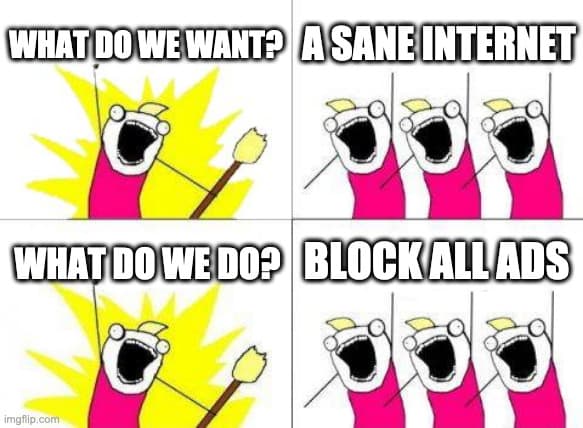 WHAT DO WE WANT?
A SANE INTERNET
WHAT DO WE DO?
BLOCK ALL ADS
imgflip.com